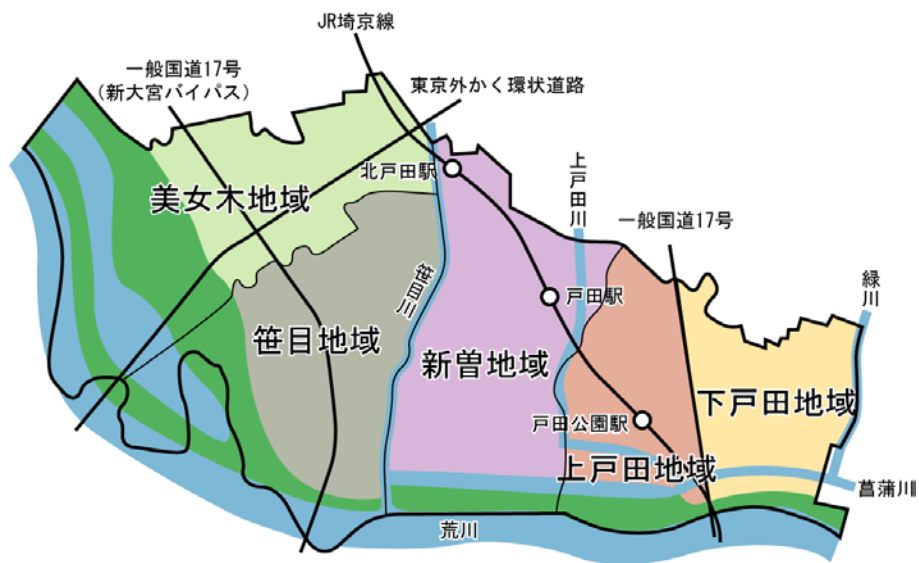 JR埼京線
一般国道17号
(新大宮バイパス)
東京外かく環状道路
北戸田駅
上戸田川
美女木地域
一般国道17号
緑川
笹目川
戸田駅
笹目地域
新曽地域
下戸田地域
戸田公園駅
上戸田地域
菖蒲川
荒川